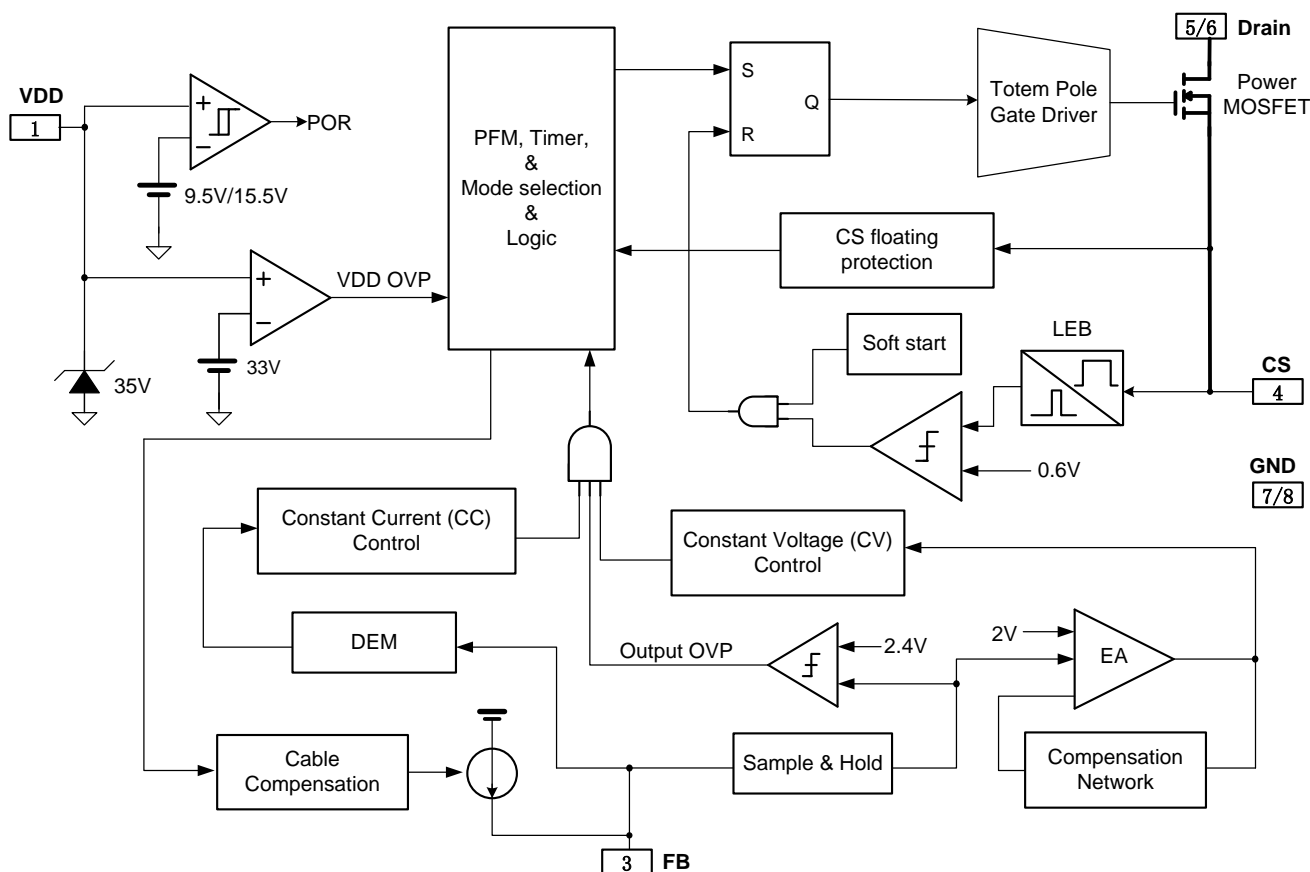 5/6 Drain
VDD
1
POR
9.5V/15.5V
VDD OVP
33V
35V
PFM, Timer,
&
Mode selection
&
Logic
S
R
Q
Totem Pole
Gate Driver
Power
MOSFET
CS floating
protection
Soft start
LEB
CS
4
0.6V
GND
7/8
Constant Current (CC)
Control
Constant Voltage (CV)
Control
DEM
Output OVP
2.4V
2V
EA
Cable
Compensation
Sample & Hold
Compensation
Network
3 FB